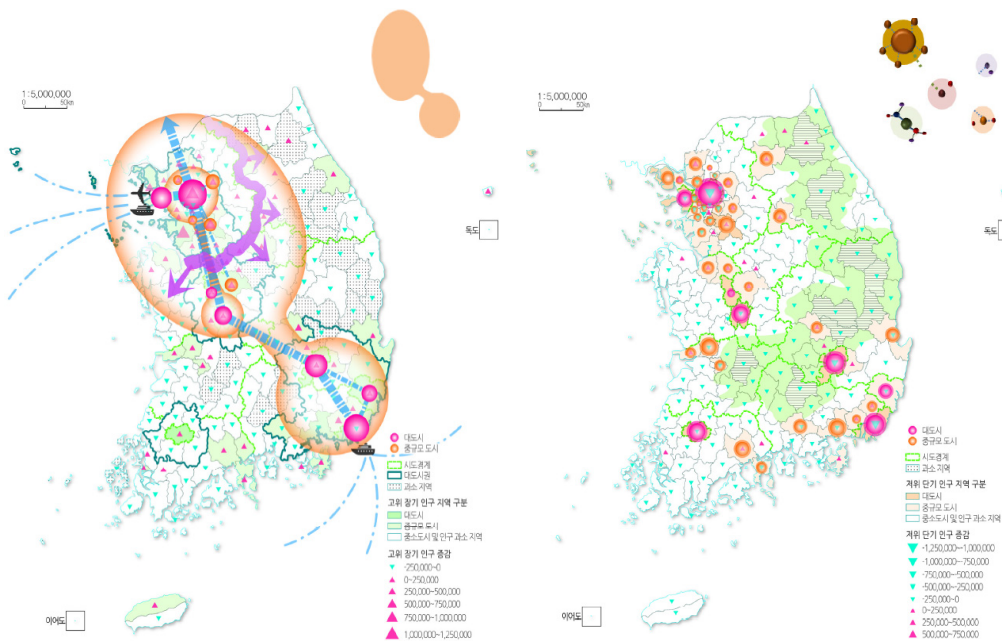 1:5,000,000
0 50㎞
독도
대도시
중규모 도시
시도경계
대도시권
과소 지역
고위 장기 인구 지역 구분
대도시
중규모 도시
중소도시 및 인구 과소 지역
고위 장기 인구 증감
-250,000~0
0~250,000
250,000~500,000
500,000~750,000
750,000~1,000,000
1,000,000~1,250,000
이어도
1:5,000,000
0 50㎞
독도
대도시
중규모 도시
시도경계
과소 지역
저위 단기 인구 지역 구분
대도시
중규모 도시
중소도시 및 인구 과소 지역
저위 단기 인구 증감
-1,250,000~-1,000,000
-1,000,000~-750,000
-750,000~-500,000
-500,000~-250,000
-250,000~0
0~250,000
250,000~500,000
500,000~750,000
이어도